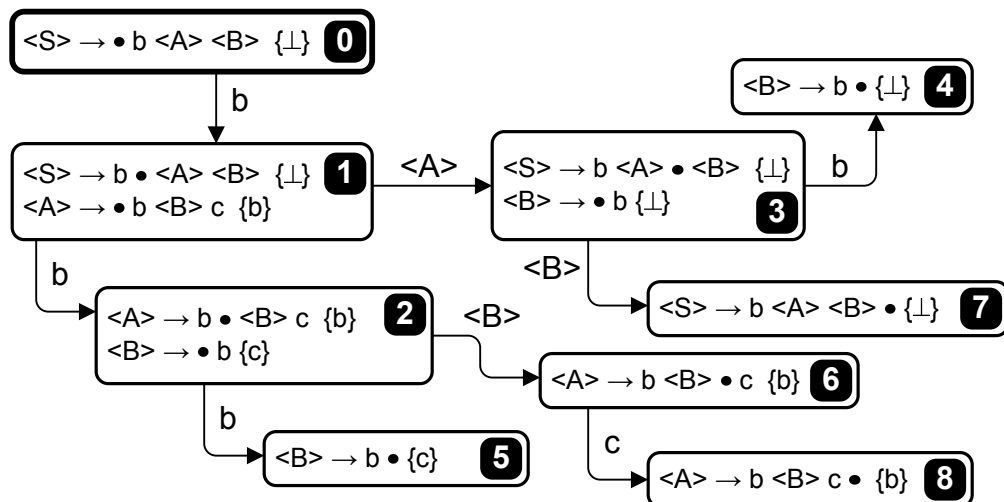 <S> → • b <A> <B> {⊥} 0
b
<S> → b • <A> <B> {⊥} 1
<A> → • b <B> c {b}
<A>
<S> → b <A> • <B> {⊥}
<B> → • b {⊥} 3
b
<B> → b • {⊥} 4
b
<A> → b • <B> c {b} 2
<B> → • b {c}
<B>
<B>
<S> → b <A> <B> • {⊥} 7
<A> → b <B> • c {b} 6
b
<B> → b • {c} 5
c
<A> → b <B> c • {b} 8